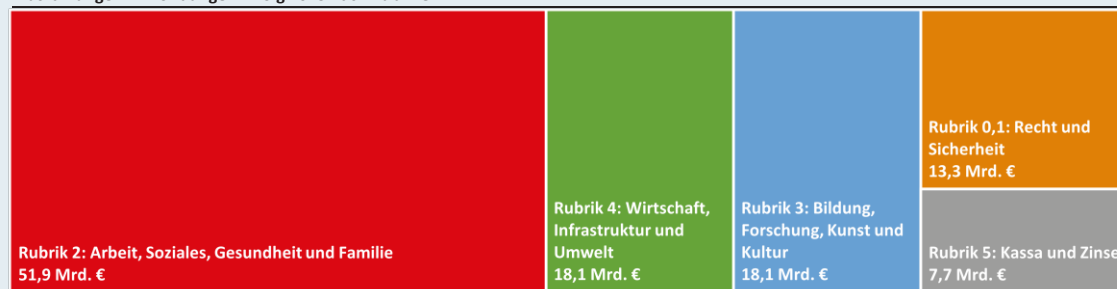 Rubrik 2: Arbeit, Soziales, Gesundheit und Familie
51,9 Mrd. €
Rubrik 4: Wirtschaft,
Infrastruktur und
Umwelt
18,1 Mrd. €
Rubrik 3: Bildung,
Forschung, Kunst und
Kultur
18,1 Mrd. €
Rubrik 0,1: Recht und
Sicherheit
13,3 Mrd. €
Rubrik 5: Kassa und Zinse
7,7 Mrd. €